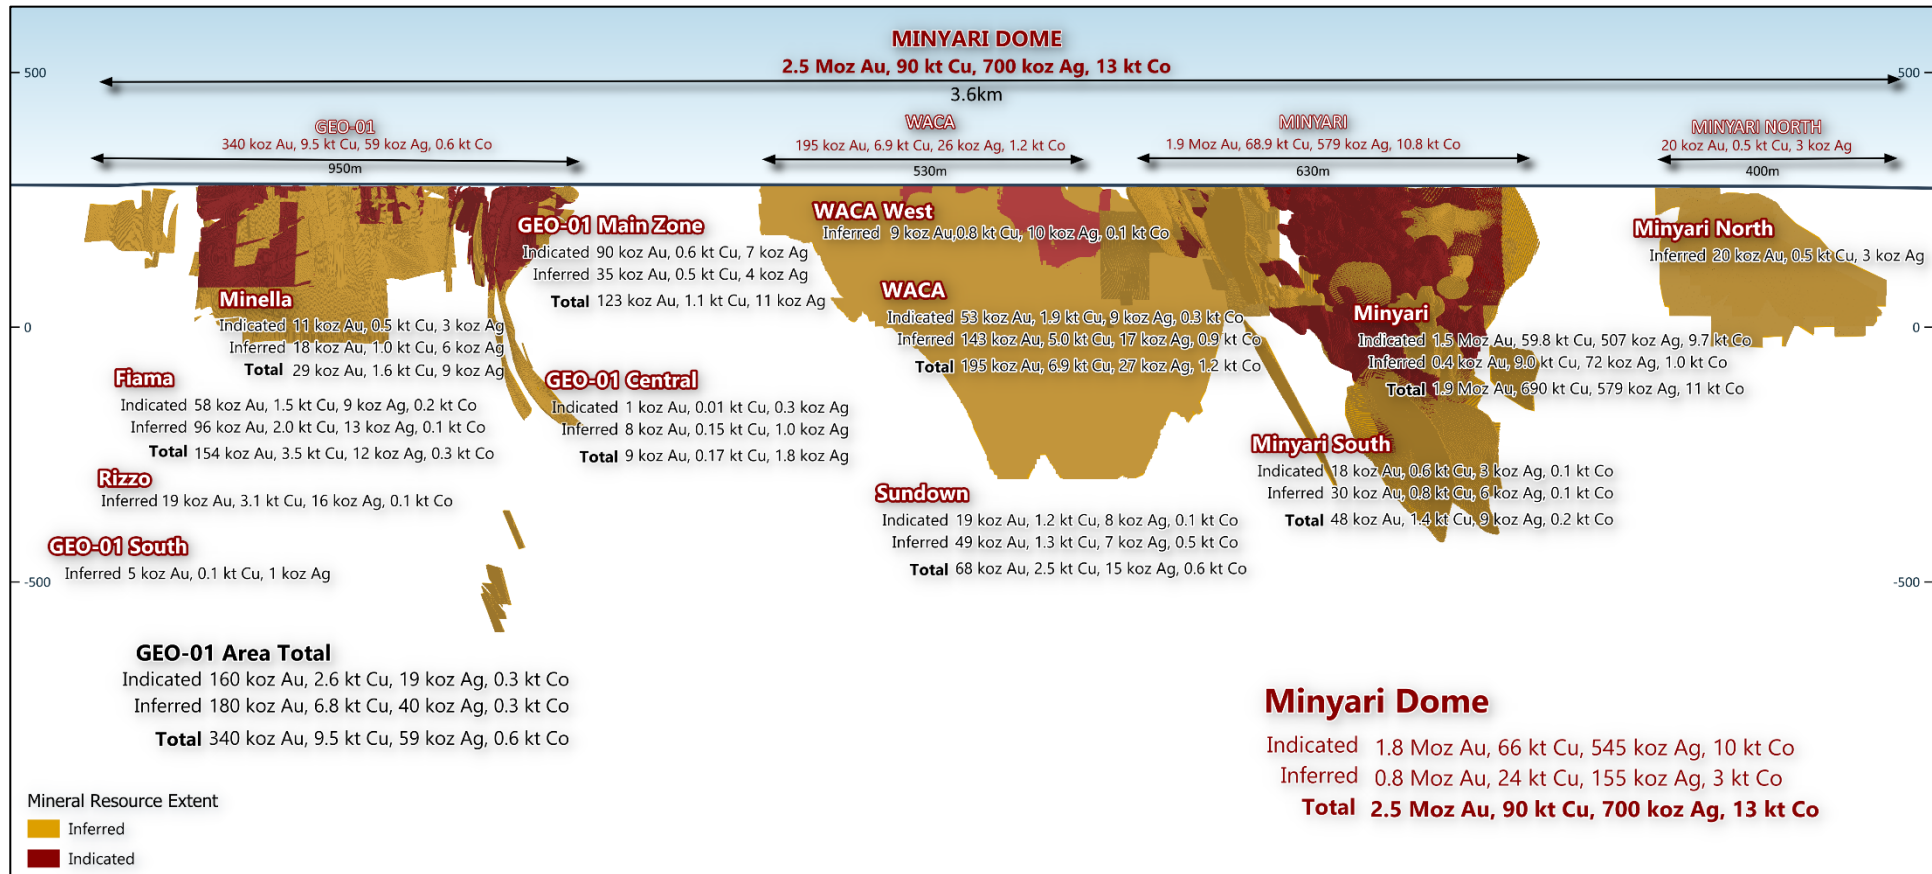 MINYARI DOME
2.5 Moz Au, 90 kt Cu, 700 koz Ag, 13 kt Co
500
500
3.6km
GEO-01
340 koz Au, 9.5 kt Cu, 59 koz Ag, 0.6 kt Co
950m
WACA
195 koz Au, 6.9 kt Cu, 26 koz Ag, 1.2 kt Co
530m
MINYARI
1.9 Moz Au, 68.9 kt Cu, 579 koz Ag, 10.8 kt Co
630m
MINYARI NORTH
20 koz Au, 0.5 kt Cu, 3 koz Ag
400m
GEO-01 Main Zone
Indicated 90 koz Au, 0.6 kt Cu, 7 koz Ag
Inferred 35 koz Au, 0.5 kt Cu, 4 koz Ag
Total 123 koz Au, 1.1 kt Cu, 11 koz Ag
WACA West
Inferred 9 koz Au,0.8 kt Cu, 10 koz Ag, 0.1 kt Co
Minyari North
Inferred 20 koz Au, 0.5 kt Cu, 3 koz Ag
Minella
Indicated 11 koz Au, 0.5 kt Cu, 3 koz Ag
Inferred 18 koz Au, 1.0 kt Cu, 6 koz Ag
Total 29 koz Au, 1.6 kt Cu, 9 koz Ag
WACA
Indicated 53 koz Au, 1.9 kt Cu, 9 koz Ag, 0.3 kt Co
Inferred 143 koz Au, 5.0 kt Cu, 17 koz Ag, 0.9 kt Co
Total 195 koz Au, 6.9 kt Cu, 27 koz Ag, 1.2 kt Co
Minyari
Indicated 1.5 Moz Au, 59.8 kt Cu, 507 koz Ag, 9.7 kt Co
Inferred 0.4 koz Au, 9.0 kt Cu, 72 koz Ag, 1.0 kt Co
Total 1.9 Moz Au, 690 kt Cu, 579 koz Ag, 11 kt Co
0
0
Fiama
Indicated 58 koz Au, 1.5 kt Cu, 9 koz Ag, 0.2 kt Co
Inferred 96 koz Au, 2.0 kt Cu, 13 koz Ag, 0.1 kt Co
Total 154 koz Au, 3.5 kt Cu, 12 koz Ag, 0.3 kt Co
GEO-01 Central
Indicated 1 koz Au, 0.01 kt Cu, 0.3 koz Ag
Inferred 8 koz Au, 0.15 kt Cu, 1.0 koz Ag
Total 9 koz Au, 0.17 kt Cu, 1.8 koz Ag
Minyari South
Indicated 18 koz Au, 0.6 kt Cu, 3 koz Ag, 0.1 kt Co
Inferred 30 koz Au, 0.8 kt Cu, 6 koz Ag, 0.1 kt Co
Total 48 koz Au, 1.4 kt Cu, 9 koz Ag, 0.2 kt Co
Rizzo
Inferred 19 koz Au, 3.1 kt Cu, 16 koz Ag, 0.1 kt Co
Sundown
Indicated 19 koz Au, 1.2 kt Cu, 8 koz Ag, 0.1 kt Co
Inferred 49 koz Au, 1.3 kt Cu, 7 koz Ag, 0.5 kt Co
Total 68 koz Au, 2.5 kt Cu, 15 koz Ag, 0.6 kt Co
GEO-01 South
Inferred 5 koz Au, 0.1 kt Cu, 1 koz Ag
-500
-500
GEO-01 Area Total
Indicated 160 koz Au, 2.6 kt Cu, 19 koz Ag, 0.3 kt Co
Inferred 180 koz Au, 6.8 kt Cu, 40 koz Ag, 0.3 kt Co
Total 340 koz Au, 9.5 kt Cu, 59 koz Ag, 0.6 kt Co
Minyari Dome
Indicated 1.8 Moz Au, 66 kt Cu, 545 koz Ag, 10 kt Co
Inferred 0.8 Moz Au, 24 kt Cu, 155 koz Ag, 3 kt Co
Total 2.5 Moz Au, 90 kt Cu, 700 koz Ag, 13 kt Co
Mineral Resource Extent
Inferred
Indicated